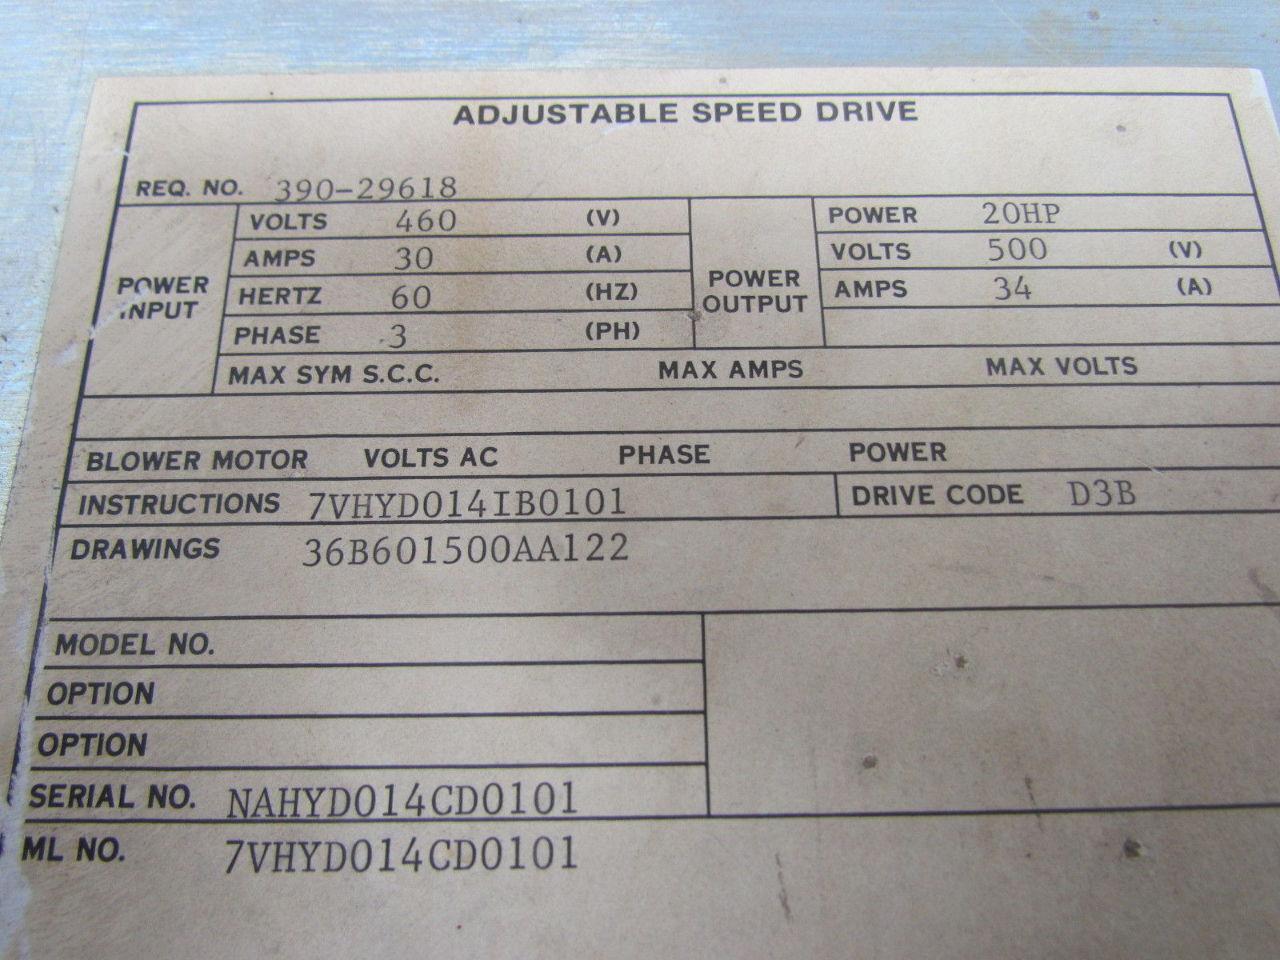 ADJUSTABLE SPEED DRIVE
REQ. NO. 390-29618
POWER INPUT
VOLTS 460 (V)
AMPS 30 (A)
HERTZ 60 (HZ)
PHASE 3 (PH)
POWER OUTPUT
POWER 20HP
VOLTS 500 (V)
AMPS 34 (A)
MAX SYM S.C.C. MAX AMPS MAX VOLTS
BLOWER MOTOR VOLTS AC PHASE POWER
INSTRUCTIONS 7VHYD014IB0101 DRIVE CODE D3B
DRAWINGS 36B601500AA122
MODEL NO.
OPTION
OPTION
SERIAL NO. NAHYD014CD0101
ML NO. 7VHYD014CD0101